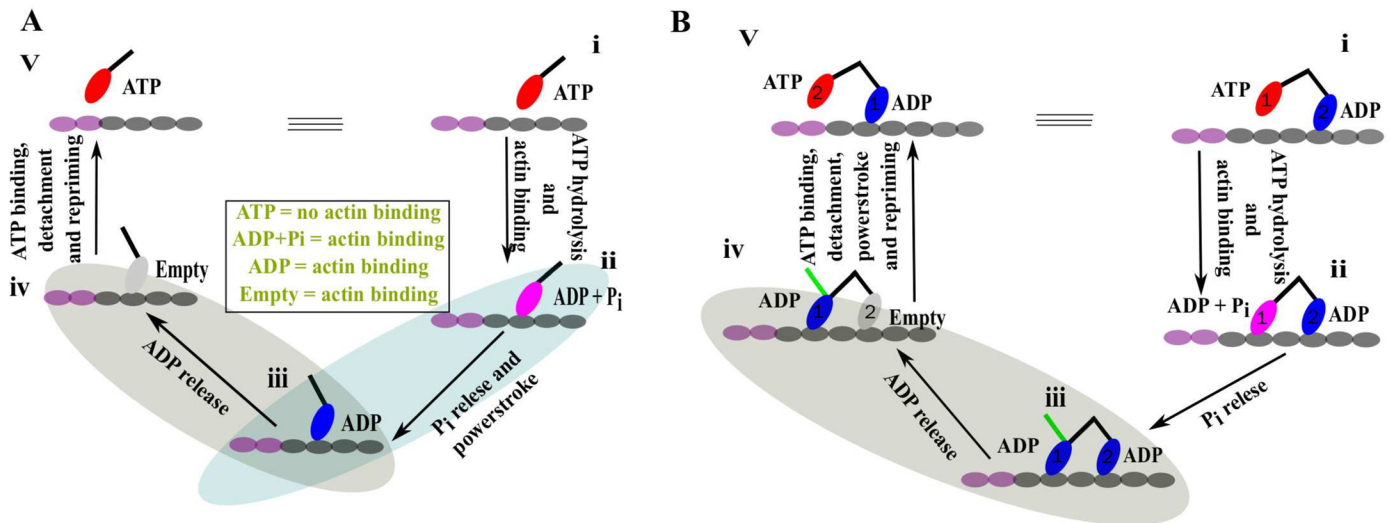 A
v
i
ATP
ATP
ATP binding,
detachment
and repriming
ATP hydrolysis
and
actin binding
ATP = no actin binding
ADP+Pi = actin binding
ADP = actin binding
Empty = actin binding
iv
Empty
ii
ADP + Pi
iii
ADP
ADP release
Pi relese and
powerstroke
B
v
i
ATP
2
1
ADP
ATP
1
2
ADP
ATP binding,
detachment,
powerstroke
and repriming
ATP hydrolysis
and
actin binding
iv
ADP
1
2
Empty
ii
ADP + Pi
1
2
ADP
iii
ADP
1
2
ADP
ADP release
Pi relese